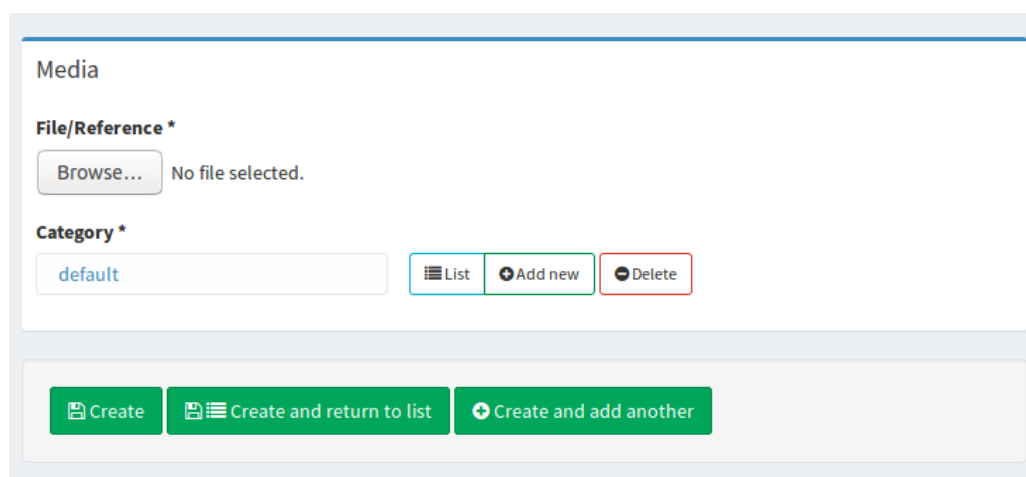 Media
File/Reference *
Browse... No file selected.
Category *
default List Add new Delete
Create Create and return to list Create and add another